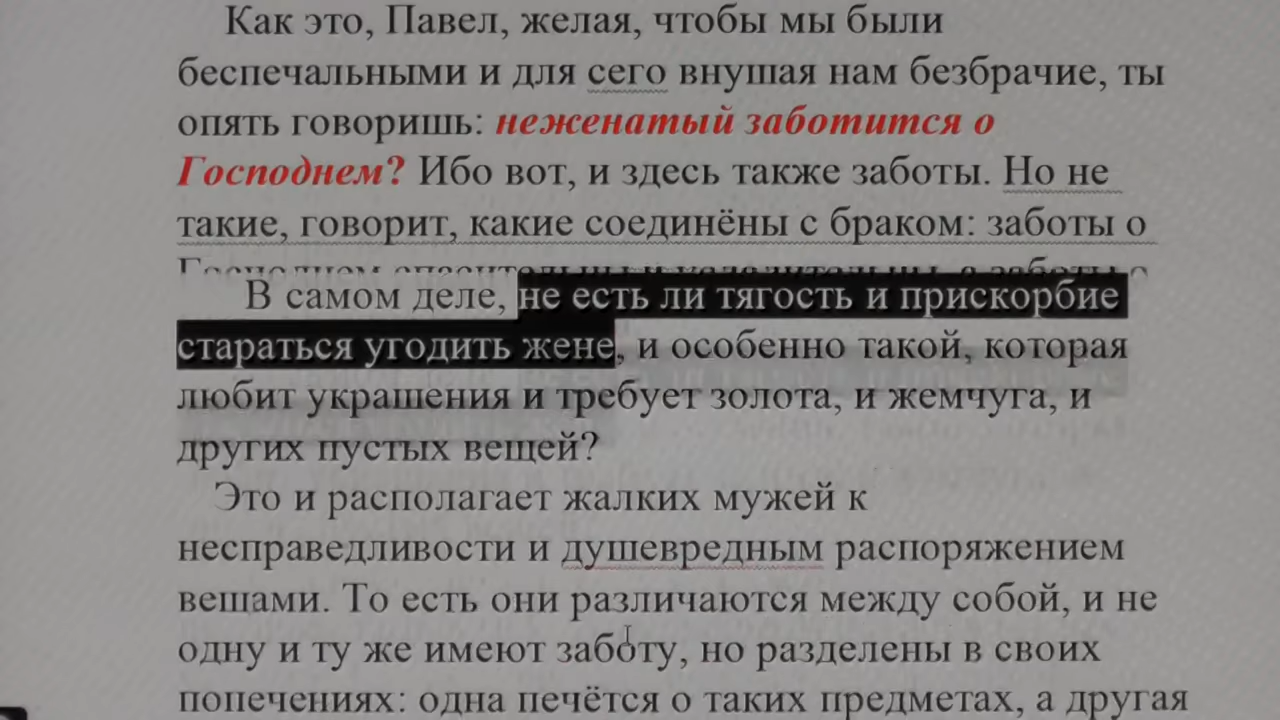 Как это, Павел, желая, чтобы мы были
беспечальными и для сего внушая нам безбрачие, ты
опять говоришь: неженатый заботится о
Господнем? Ибо вот, и здесь также заботы. Но не
такие, говорит, какие соединёны с браком: заботы о
В самом деле, не есть ли тягость и прискорбие
стараться угодить жене, и особенно такой, которая
любит украшения и требует золота, и жемчуга, и
других пустых вещей?
Это и располагает жалких мужей к
несправедливости и душевредным распоряжением
вещами. То есть они различаются между собой, и не
одну и ту же имеют заботу, но разделены в своих
попечениях: одна печётся о таких предметах, а другая